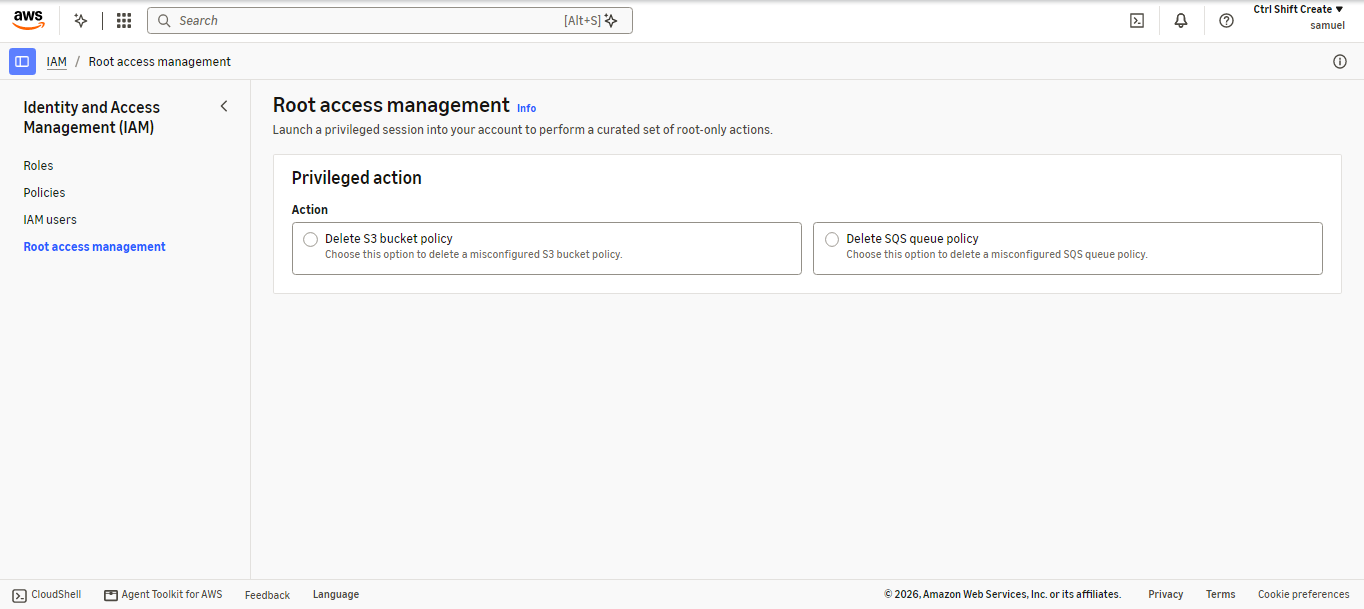 aws
Search
[Alt+S]
Ctrl Shift Create
samuel
IAM / Root access management
Identity and Access
Management (IAM)
Roles
Policies
IAM users
Root access management
Root access management Info
Launch a privileged session into your account to perform a curated set of root-only actions.
Privileged action
Action
Delete S3 bucket policy
Choose this option to delete a misconfigured S3 bucket policy.
Delete SQS queue policy
Choose this option to delete a misconfigured SQS queue policy.
CloudShell
Agent Toolkit for AWS
Feedback
Language
© 2026, Amazon Web Services, Inc. or its affiliates.
Privacy
Terms
Cookie preferences